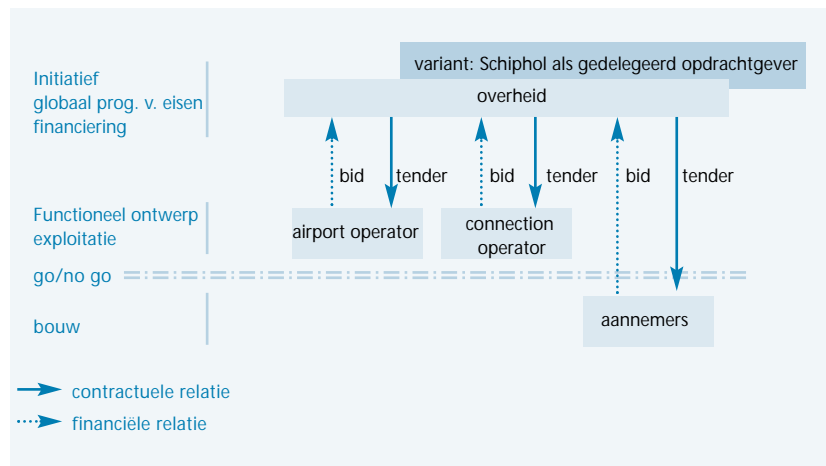 variant: Schiphol als gedelegeerd opdrachtgever
Initiatief
globaal prog. v. eisen
financiering
overheid
bid
tender
bid
tender
bid
tender
Functioneel ontwerp
exploitatie
airport operator
connection
operator
go/no go
bouw
aannemers
contractuele relatie
financiële relatie